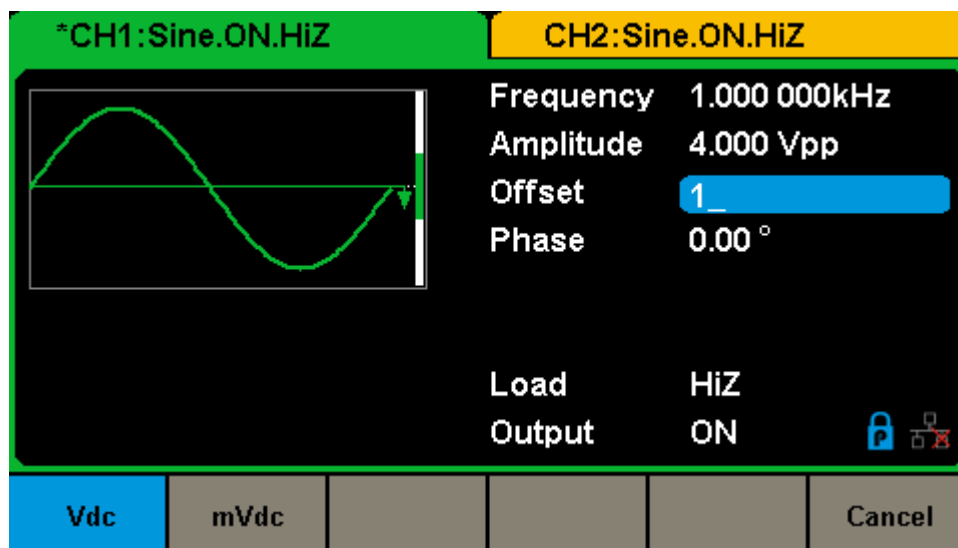 *CH1:Sine.ON.HiZ CH2:Sine.ON.HiZ
Frequency 1.000 000kHz
Amplitude 4.000 Vpp
Offset 1_
Phase 0.00 °
Load HiZ
Output ON
P
Vdc mVdc Cancel